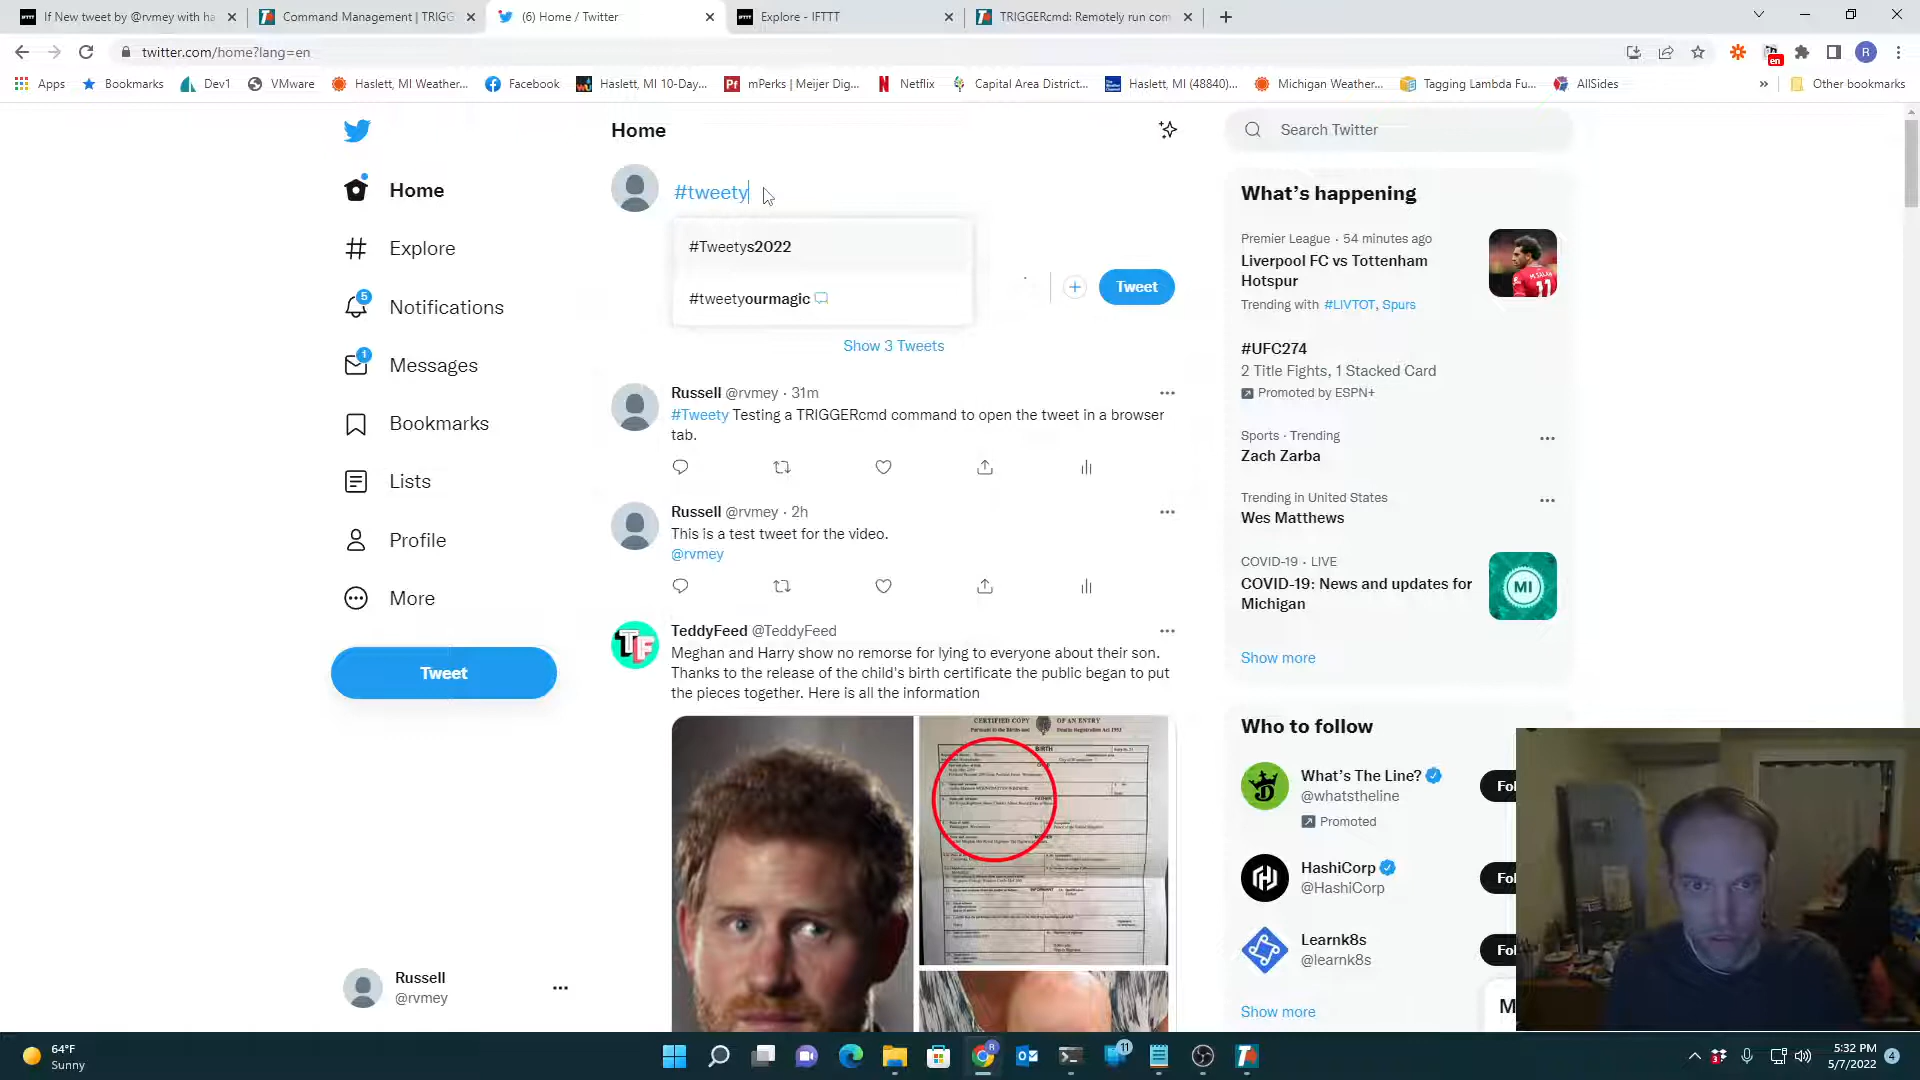 If New tweet by @rvmey with ha
Command Management | TRIGG
(6) Home / Twitter
Explore - IFTTT
TRIGGERcmd: Remotely run com
twitter.com/home?lang=en
en
R
Apps
Bookmarks
Dev1
VMware
Haslett, MI Weather...
Facebook
Haslett, MI 10-Day...
mPerks | Meijer Dig...
Netflix
Capital Area District...
Haslett, MI (48840)...
Michigan Weather...
Tagging Lambda Fu...
AllSides
Other bookmarks
Home
Explore
5
Notifications
1
Messages
Bookmarks
Lists
Profile
More
Tweet
Russell
@rvmey
Home
#tweety
#Tweetys2022
#tweetyourmagic
Tweet
Show 3 Tweets
Russell @rvmey · 31m
#Tweety Testing a TRIGGERcmd command to open the tweet in a browser
tab.
Russell @rvmey · 2h
This is a test tweet for the video.
@rvmey
TeddyFeed @TeddyFeed
Meghan and Harry show no remorse for lying to everyone about their son.
Thanks to the release of the child's birth certificate the public began to put
the pieces together. Here is all the information
CERTIFIED COPY OF AN ENTRY
BIRTH
Search Twitter
What's happening
Premier League · 54 minutes ago
Liverpool FC vs Tottenham
Hotspur
Trending with #LIVTOT, Spurs
#UFC274
2 Title Fights, 1 Stacked Card
Promoted by ESPN+
Sports · Trending
Zach Zarba
Trending in United States
Wes Matthews
COVID-19 · LIVE
COVID-19: News and updates for
Michigan
MI
Show more
Who to follow
What's The Line?
@whatstheline
Promoted
Fol
HashiCorp
@HashiCorp
Fol
Learnk8s
@learnk8s
Fol
Show more
M
64°F
Sunny
11
5:32 PM
5/7/2022
4